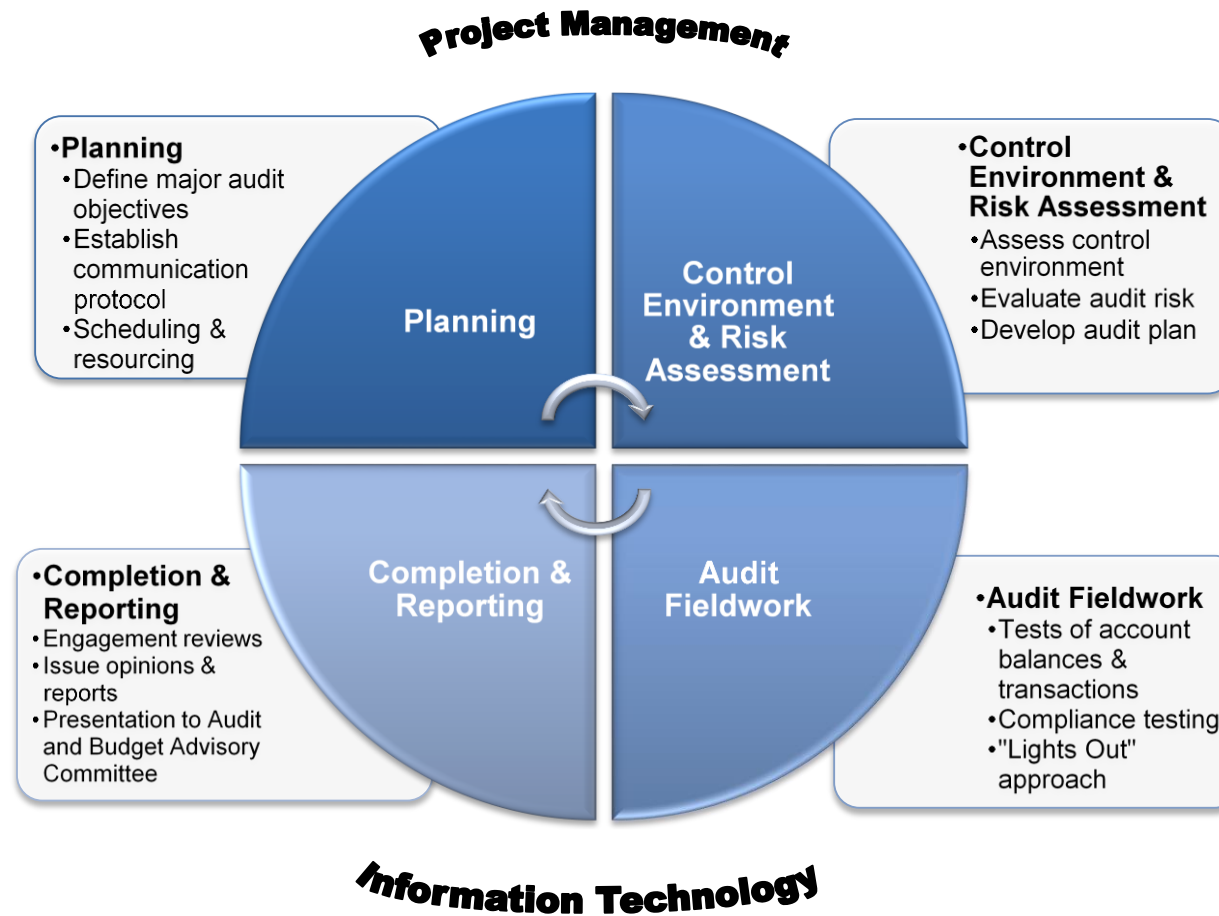 Project Management
•Planning
•Define major audit
objectives
•Establish
communication
protocol
•Scheduling &
resourcing
Planning
Control
Environment
& Risk
Assessment
•Control
Environment &
Risk Assessment
•Assess control
environment
•Evaluate audit risk
•Develop audit plan
•Completion &
Reporting
•Engagement reviews
•Issue opinions &
reports
•Presentation to Audit
and Budget Advisory
Committee
Completion &
Reporting
Audit
Fieldwork
•Audit Fieldwork
•Tests of account
balances &
transactions
•Compliance testing
•"Lights Out"
approach
Information Technology